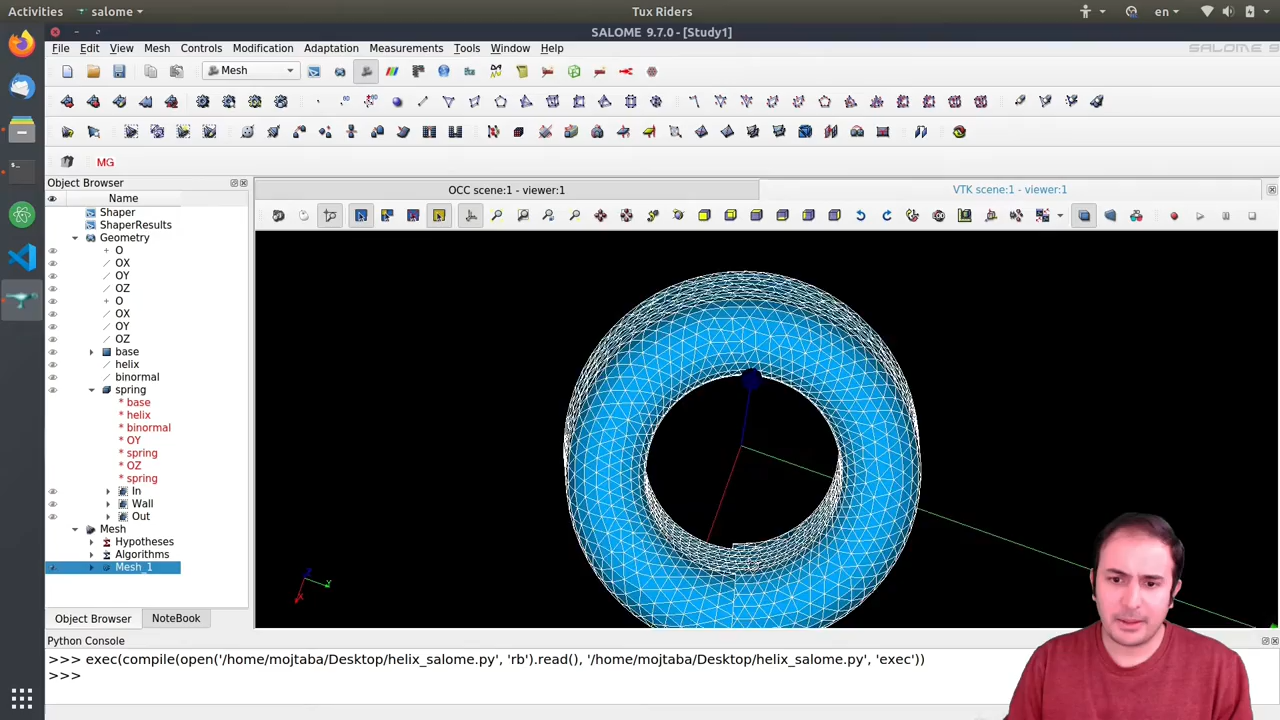 Activities
salome
Tux Riders
en
SALOME 9.7.0 - [Study1]
File Edit View Mesh Controls Modification Adaptation Measurements Tools Window Help
SALOME 9
Mesh
MG
Object Browser
OCC scene:1 - viewer:1
VTK scene:1 - viewer:1
Name
Shaper
ShaperResults
Geometry
O
OX
OY
OZ
O
OX
OY
OZ
base
helix
binormal
spring
* base
* helix
* binormal
* OY
* spring
* OZ
* spring
In
Wall
Out
Mesh
Hypotheses
Algorithms
Mesh_1
Z
Y
X
Object Browser
NoteBook
Python Console
>>> exec(compile(open('/home/mojtaba/Desktop/helix_salome.py', 'rb').read(), '/home/mojtaba/Desktop/helix_salome.py', 'exec'))
>>>